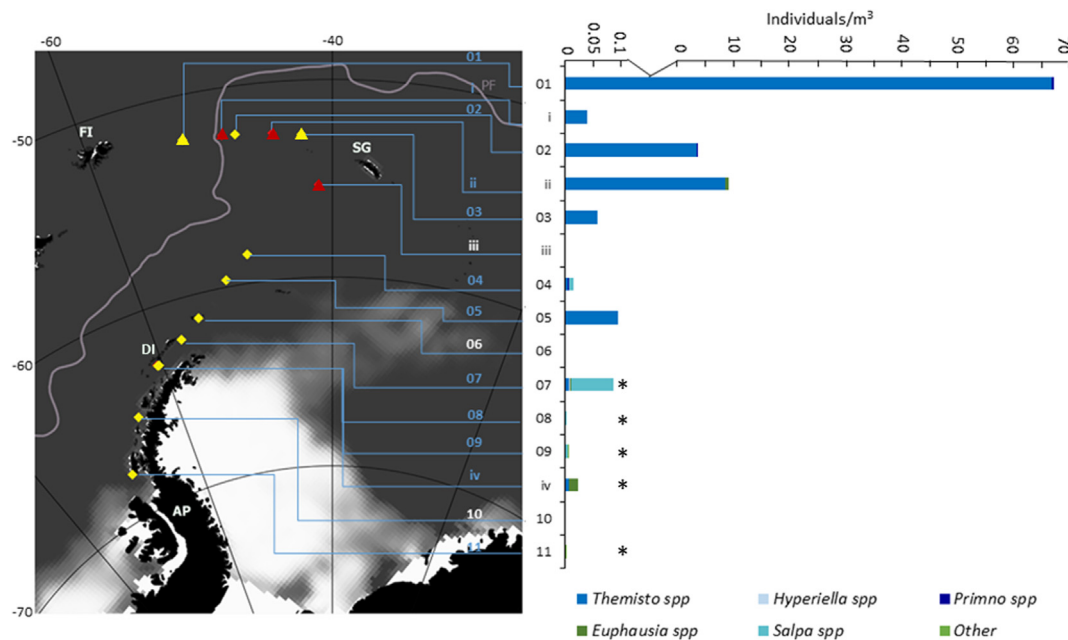 -60
-40
-50
-60
-70
FI
SG
DI
AP
PF
01
i
02
ii
03
iii
04
05
06
07
08
09
iv
10
11
Individuals/m³
0
0.05
0.1
0
10
20
30
40
50
60
70
01
i
02
ii
03
iii
04
05
06
07 *
08 *
09 *
iv *
10
11 *
Themisto spp
Hyperiella spp
Primno spp
Euphausia spp
Salpa spp
Other